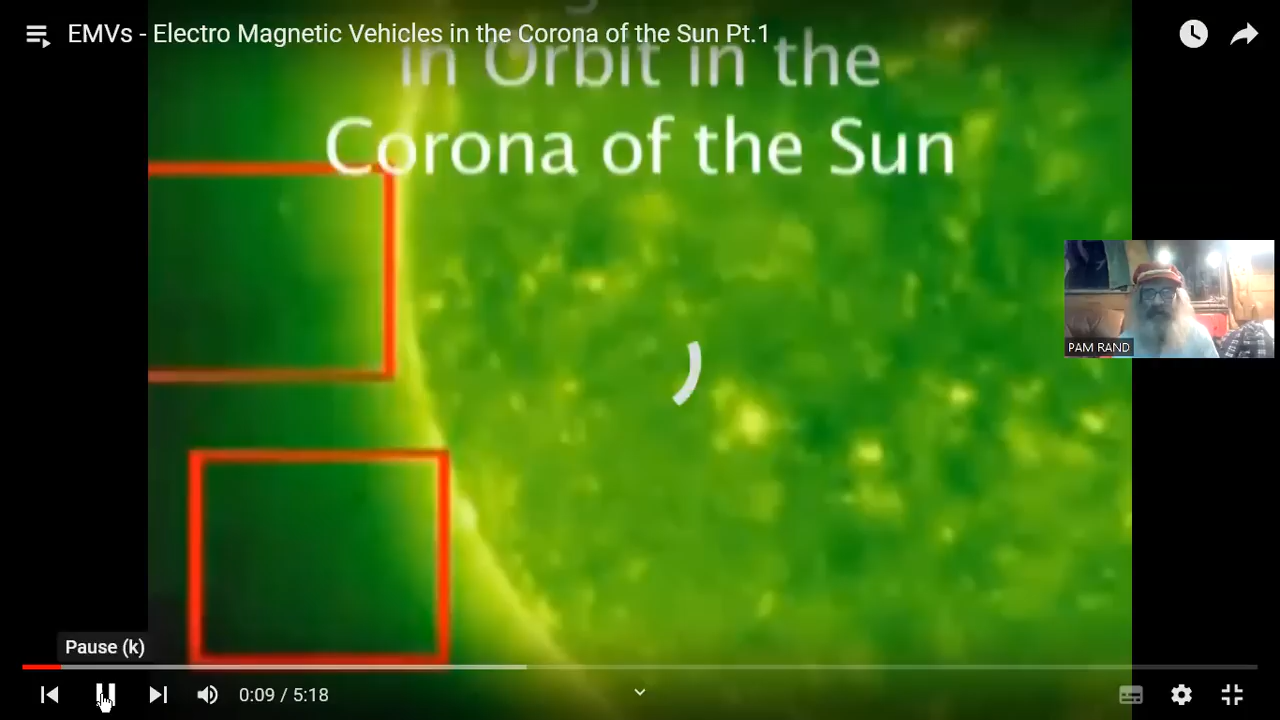 EMVs - Electro Magnetic Vehicles in the Corona of the Sun Pt.1
in Orbit in the
Corona of the Sun
PAM RAND
Pause (k)
0:09 / 5:18